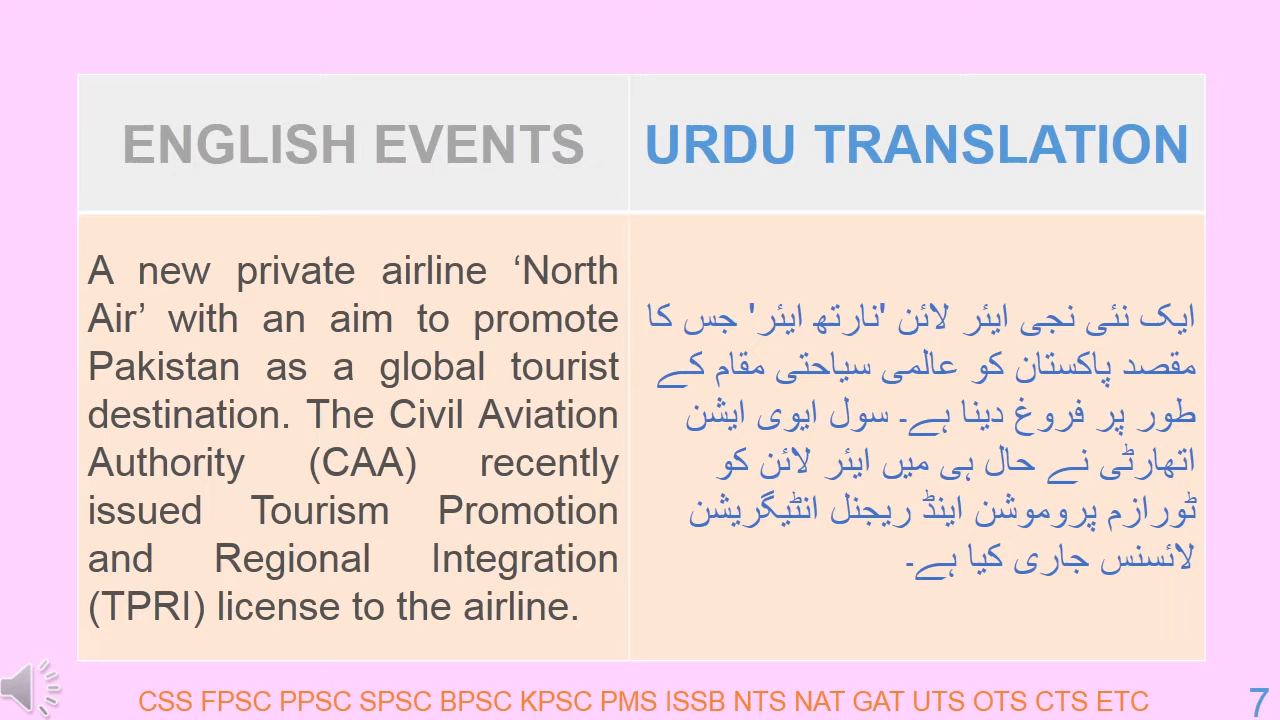 ENGLISH EVENTS
URDU TRANSLATION
A new private airline ‘North
Air’ with an aim to promote
Pakistan as a global tourist
destination. The Civil Aviation
Authority (CAA) recently
issued Tourism Promotion
and Regional Integration
(TPRI) license to the airline.
ایک نئی نجی ایئر لائن 'نارتھ ایئر' جس کا
مقصد پاکستان کو عالمی سیاحتی مقام کے
طور پر فروغ دینا ہے۔ سول ایوی ایشن
اتھارٹی نے حال ہی میں ایئر لائن کو
ٹورازم پروموشن اینڈ ریجنل انٹیگریشن
لائسنس جاری کیا ہے۔
CSS FPSC PPSC SPSC BPSC KPSC PMS ISSB NTS NAT GAT UTS OTS CTS ETC
7